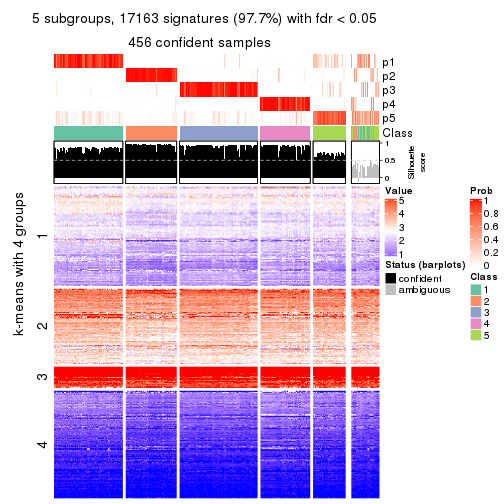 5 subgroups, 17163 signatures (97.7%) with fdr < 0.05
456 confident samples
p1
p2
p3
p4
p5
Class
1
0.5
0
Silhouette
score
k-means with 4 groups
1
2
3
4
Value
5
4
3
2
1
Status (barplots)
confident
ambiguous
Prob
1
0.8
0.6
0.4
0.2
0
Class
1
2
3
4
5